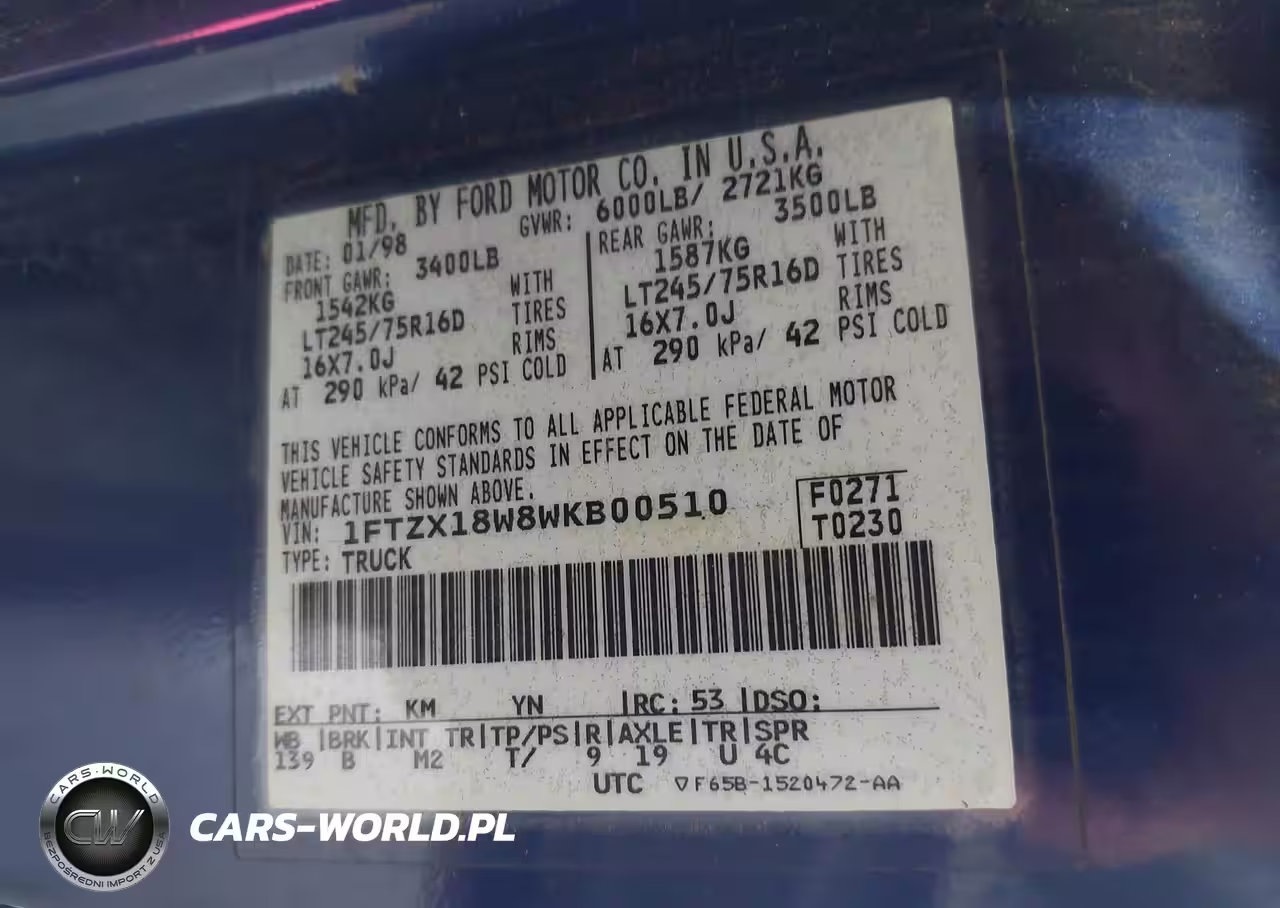 MFD. BY FORD MOTOR CO. IN U.S.A.
DATE: 01/98 GVWR: 6000LB/ 2721KG
FRONT GAWR: 3400LB
1542KG WITH
LT245/75R16D TIRES
16X7.0J RIMS
AT 290 kPa/ 42 PSI COLD
REAR GAWR: 3500LB
1587KG WITH
LT245/75R16D TIRES
16X7.0J RIMS
AT 290 kPa/ 42 PSI COLD
THIS VEHICLE CONFORMS TO ALL APPLICABLE FEDERAL MOTOR
VEHICLE SAFETY STANDARDS IN EFFECT ON THE DATE OF
MANUFACTURE SHOWN ABOVE.
VIN: 1FTZX18W8WKB00510
TYPE: TRUCK
F0271
T0230
EXT PNT: KM YN |RC: 53 |DSO:
WB |BRK|INT TR|TP/PS|R|AXLE|TR|SPR
139 B M2 T/ 9 19 U 4C
UTC ▽F65B-1520472-AA
CARS-WORLD
CW
BEZPOŚREDNI IMPORT Z USA
CARS-WORLD.PL